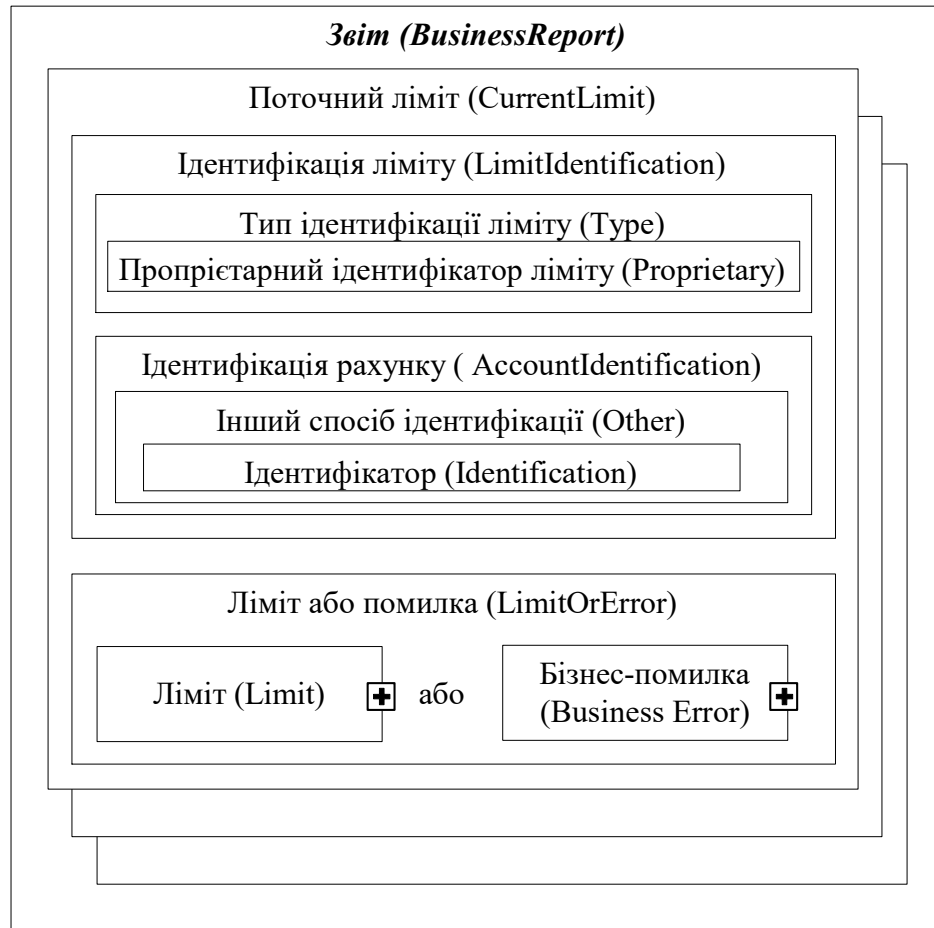 Звіт (BusinessReport)
Поточний ліміт (CurrentLimit)
Ідентифікація ліміту (LimitIdentification)
Тип ідентифікації ліміту (Type)
Пропрієтарний ідентифікатор ліміту (Proprietary)
Ідентифікація рахунку ( AccountIdentification)
Інший спосіб ідентифікації (Other)
Ідентифікатор (Identification)
Ліміт або помилка (LimitOrError)
Ліміт (Limit)
або
Бізнес-помилка
(Business Error)